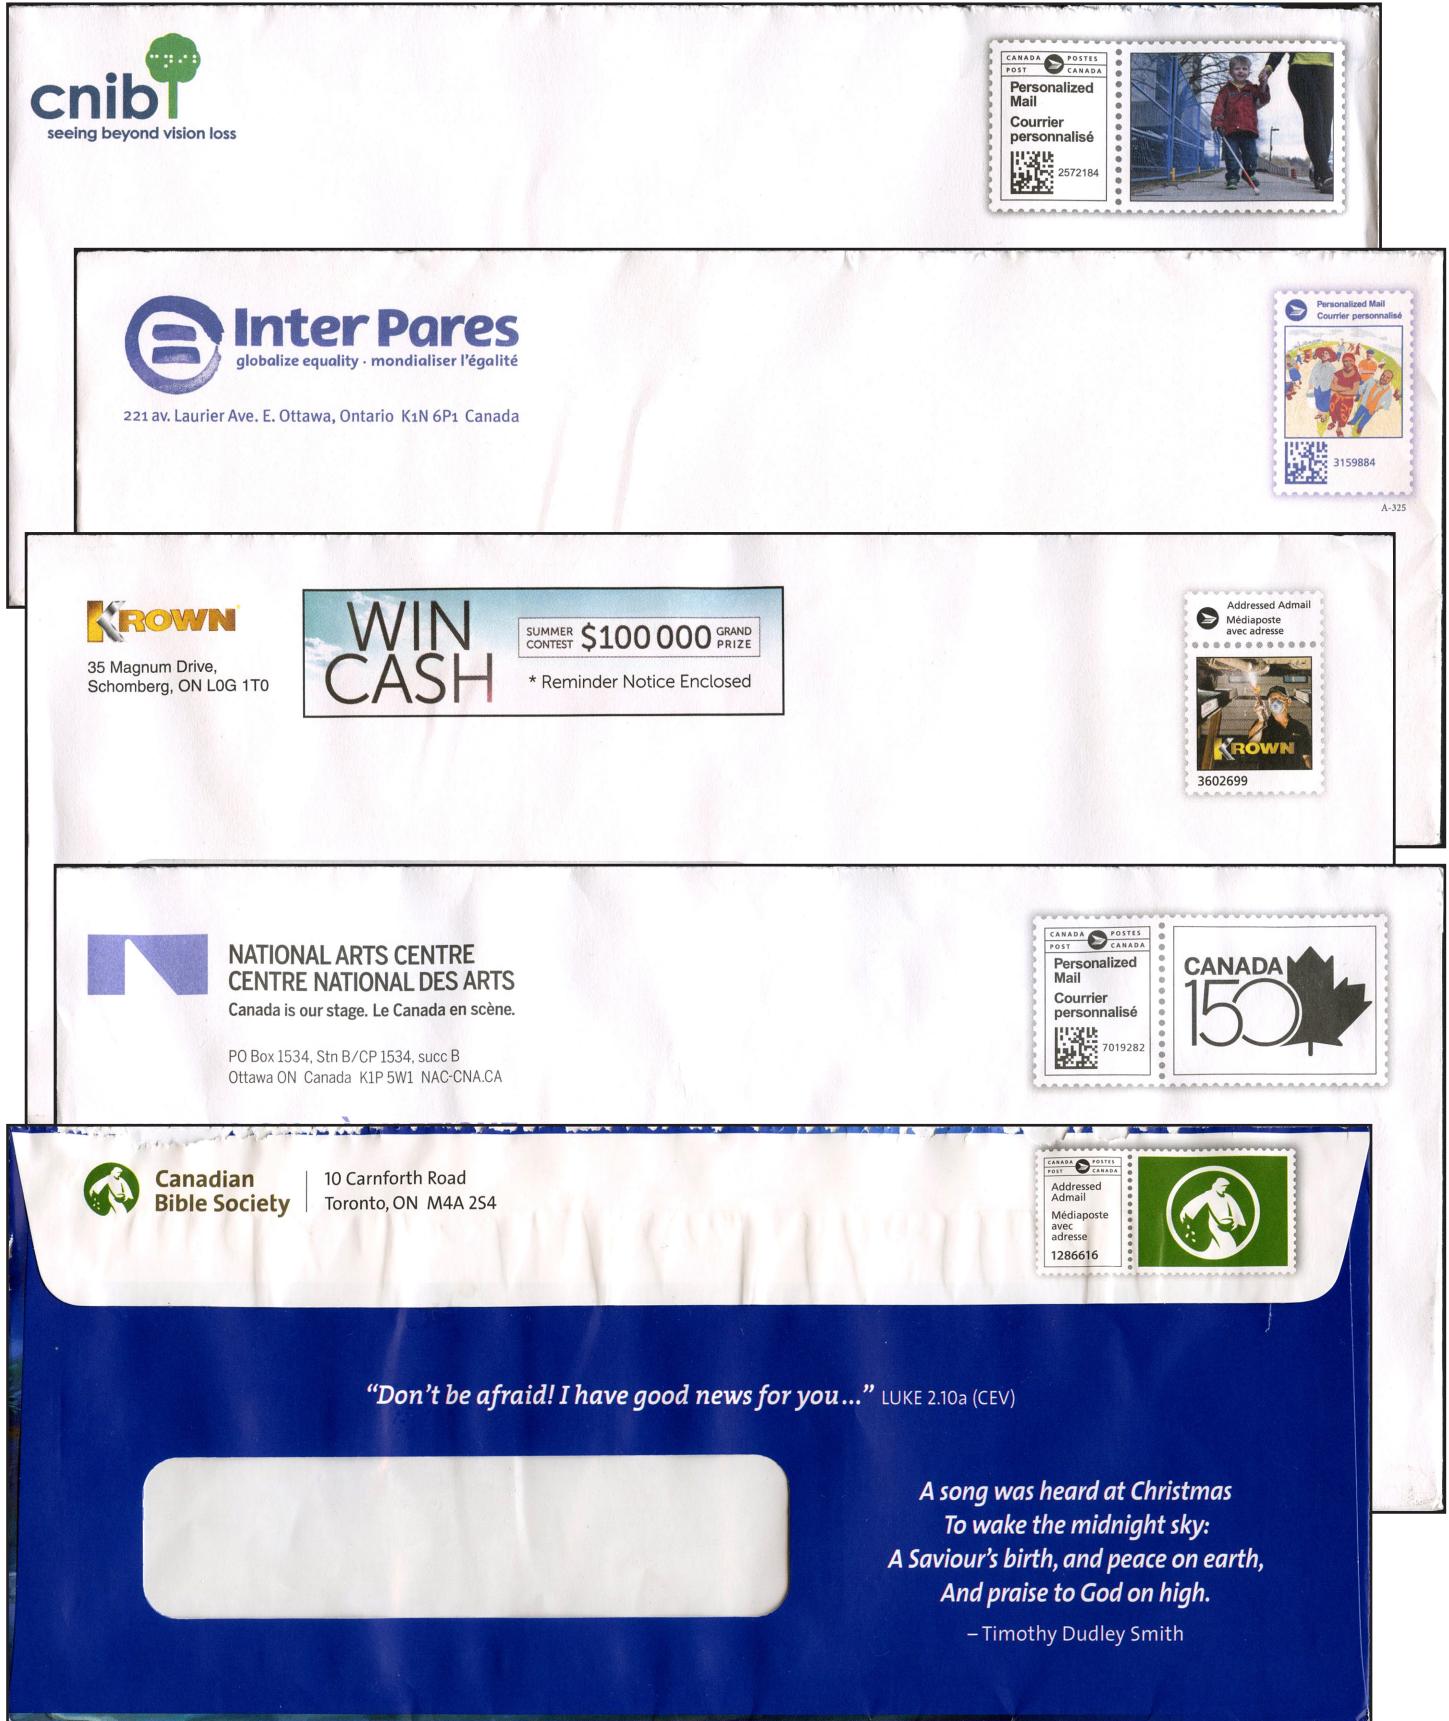 cnib
seeing beyond vision loss
CANADA POSTES
POST CANADA
Personalized
Mail
Courrier
personnalisé
2572184
Inter Pares
globalize equality · mondialiser l'égalité
221 av. Laurier Ave. E. Ottawa, Ontario K1N 6P1 Canada
Personalized Mail
Courrier personnalisé
3159884
A-325
KROWN
35 Magnum Drive,
Schomberg, ON L0G 1T0
WIN
CASH
SUMMER
CONTEST
$100 000
GRAND
PRIZE
* Reminder Notice Enclosed
Addressed Admail
Médiaposte
avec adresse
KROWN
3602699
NATIONAL ARTS CENTRE
CENTRE NATIONAL DES ARTS
Canada is our stage. Le Canada en scène.
PO Box 1534, Stn B/CP 1534, succ B
Ottawa ON Canada K1P 5W1 NAC-CNA.CA
CANADA POSTES
POST CANADA
Personalized
Mail
Courrier
personnalisé
7019282
CANADA
150
Canadian
Bible Society
10 Carnforth Road
Toronto, ON M4A 2S4
CANADA POSTES
POST CANADA
Addressed
Admail
Médiaposte
avec
adresse
1286616
“Don't be afraid! I have good news for you...” LUKE 2.10a (CEV)
A song was heard at Christmas
To wake the midnight sky:
A Saviour's birth, and peace on earth,
And praise to God on high.
– Timothy Dudley Smith